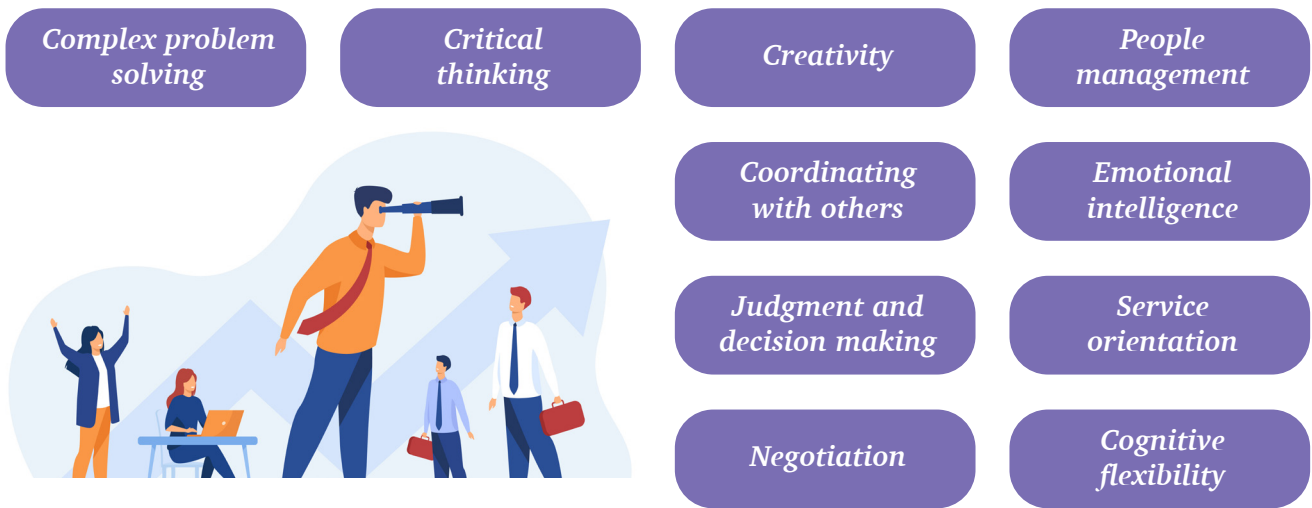 Complex problem
solving
Critical
thinking
Creativity
People
management
Coordinating
with others
Emotional
intelligence
Judgment and
decision making
Service
orientation
Negotiation
Cognitive
flexibility